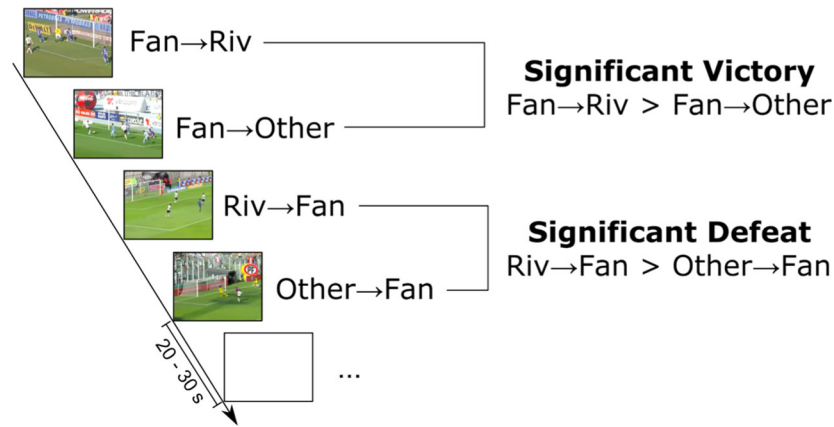 Fan→Riv
Significant Victory
Fan→Riv > Fan→Other
Fan→Other
Riv→Fan
Significant Defeat
Riv→Fan > Other→Fan
Other→Fan
20 - 30 s
...